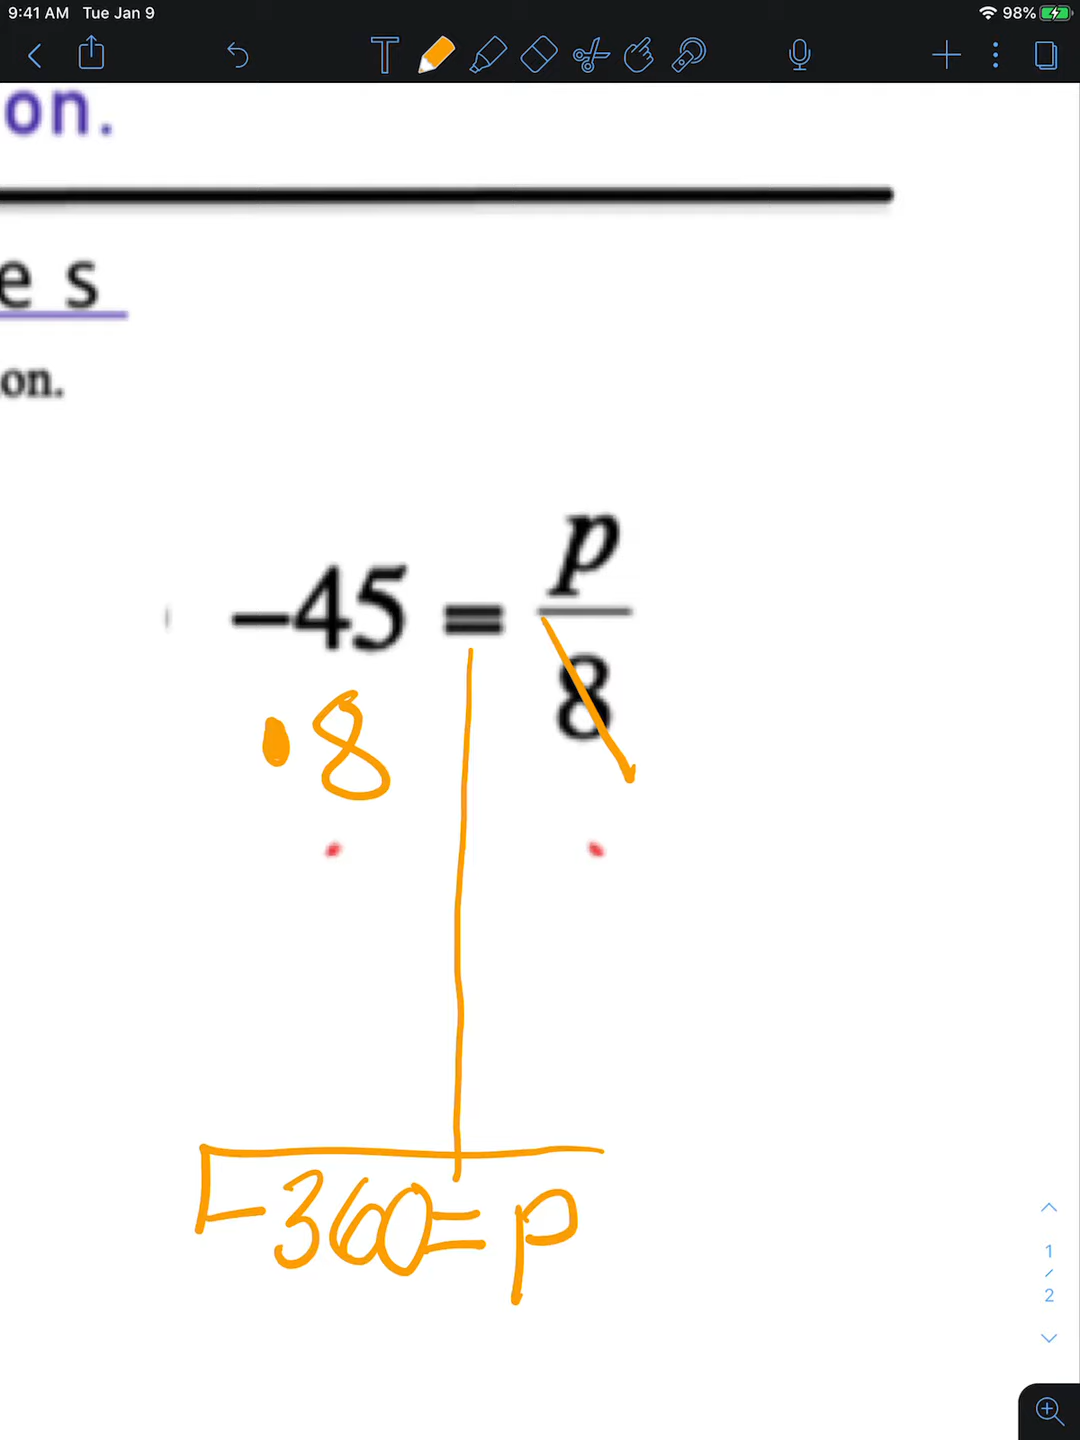 9:41 AM Tue Jan 9 98%
T
on.
e s
on.
-45 = p/8
•8
-360=p
1
/
2